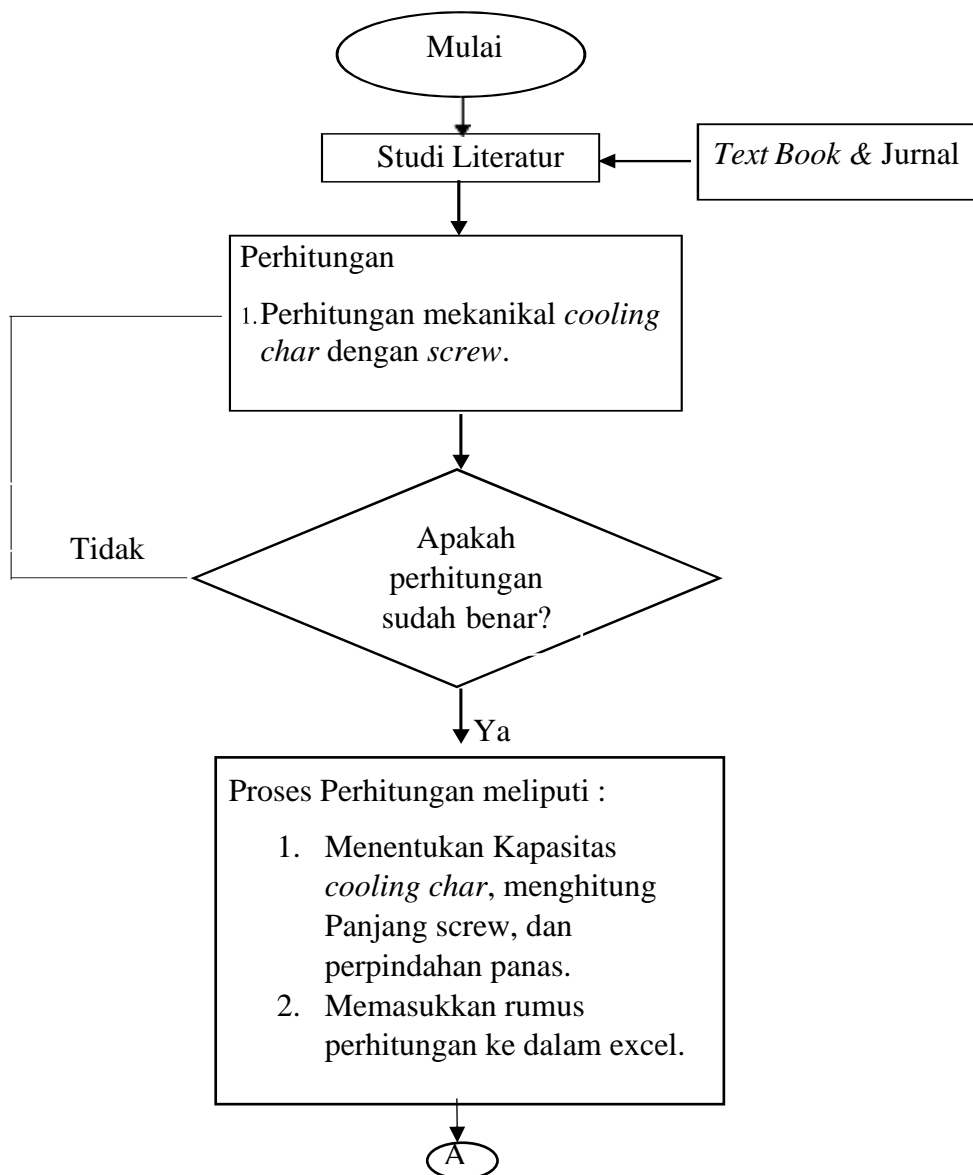 Mulai
Studi Literatur
Text Book & Jurnal
Perhitungan
1. Perhitungan mekanikal cooling
char dengan screw.
Tidak
Apakah
perhitungan
sudah benar?
Ya
Proses Perhitungan meliputi :
1. Menentukan Kapasitas
cooling char, menghitung
Panjang screw, dan
perpindahan panas.
2. Memasukkan rumus
perhitungan ke dalam excel.
A